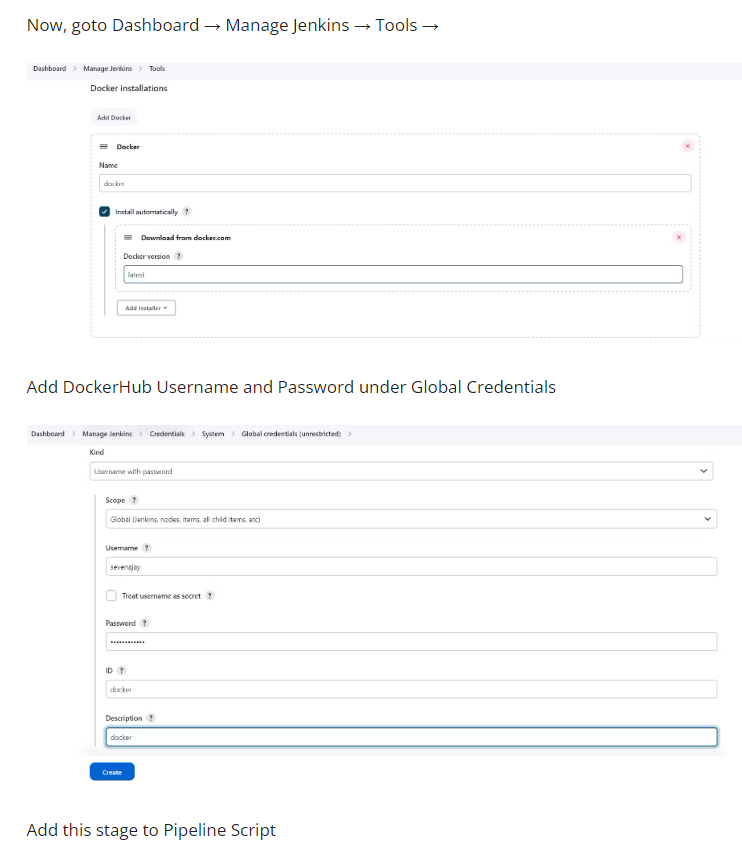 Now, goto Dashboard → Manage Jenkins → Tools →
Dashboard > Manage Jenkins > Tools
Docker installations
Add Docker
Docker
Name
docker
Install automatically ?
Download from docker.com
Docker version ?
latest
Add Installer
Add DockerHub Username and Password under Global Credentials
Dashboard > Manage Jenkins > Credentials > System > Global credentials (unrestricted) >
Kind
Username with password
Scope ?
Global (Jenkins, nodes, items, all child items, etc)
Username ?
sevenajay
Treat username as secret ?
Password ?
••••••••••••
ID ?
docker
Description ?
docker
Create
Add this stage to Pipeline Script